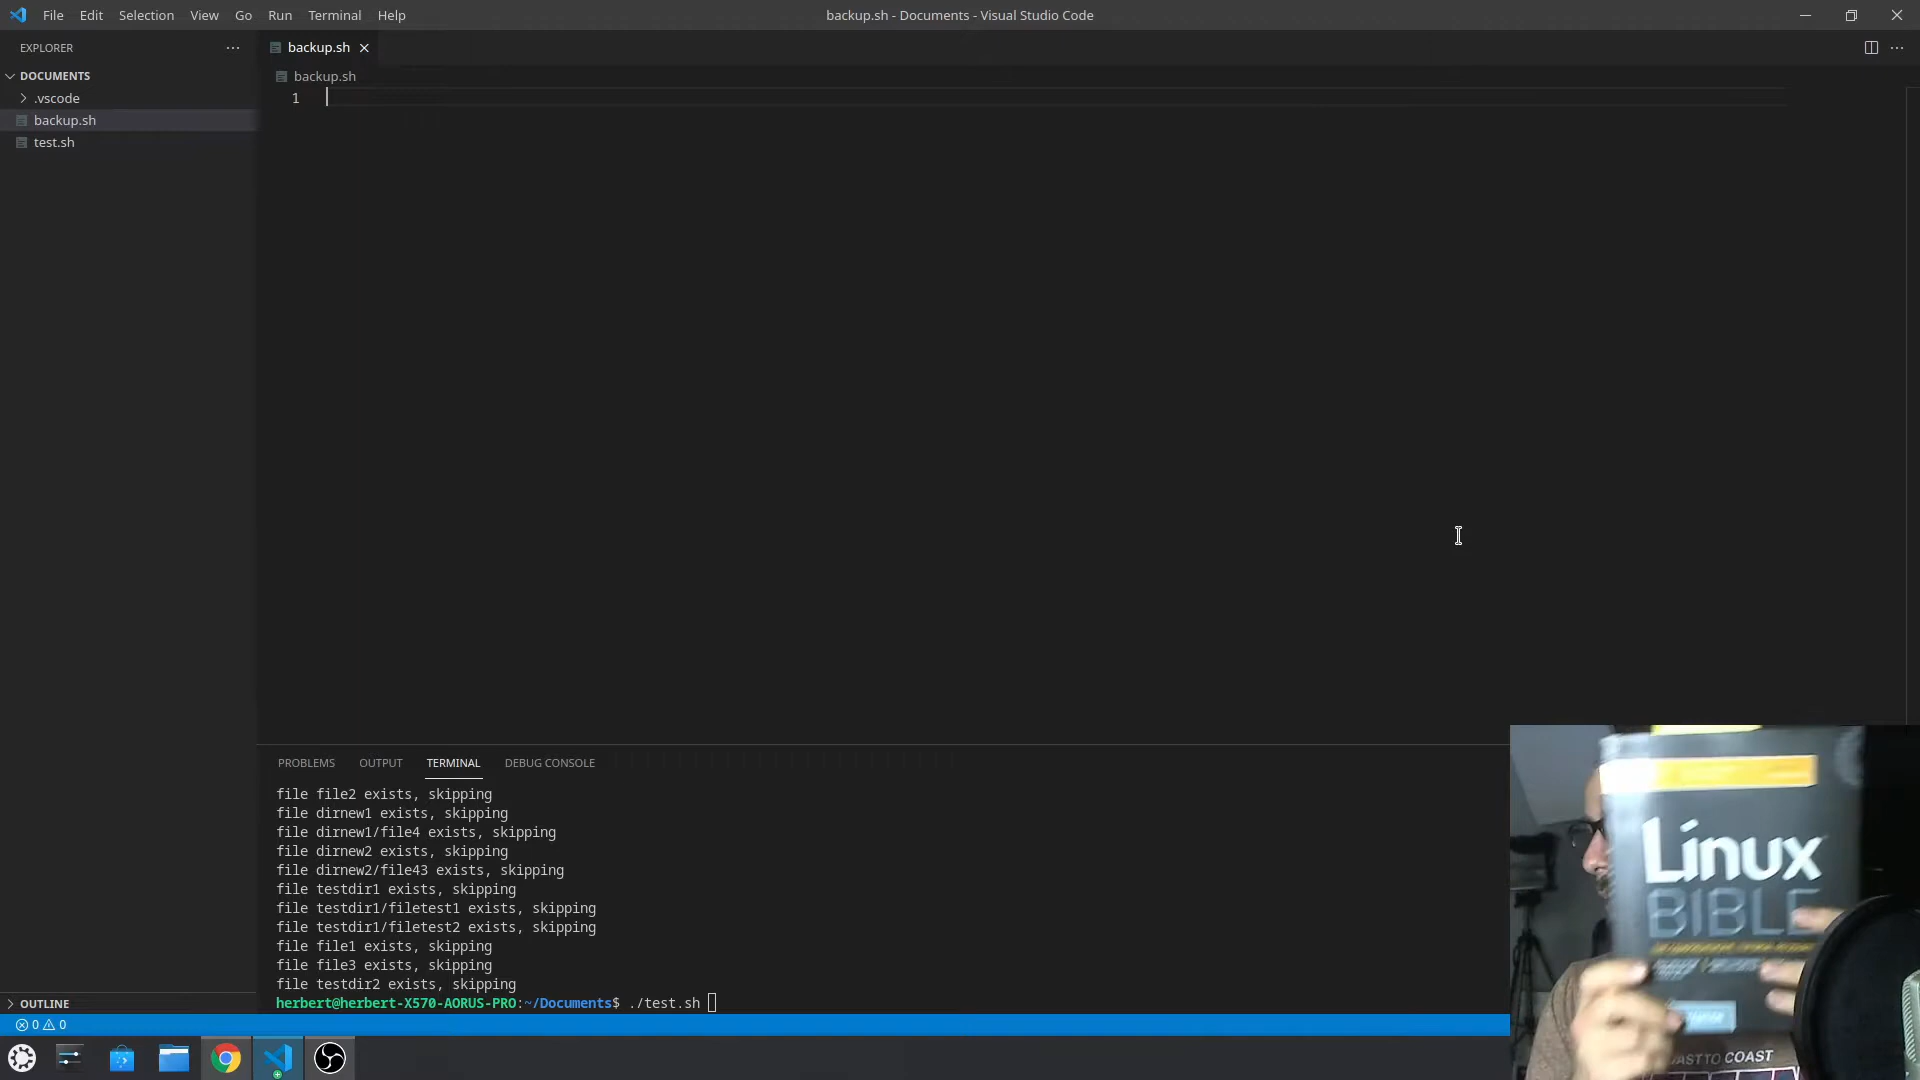 File Edit Selection View Go Run Terminal Help
backup.sh - Documents - Visual Studio Code
EXPLORER
backup.sh
DOCUMENTS
.vscode
backup.sh
test.sh
backup.sh
1
PROBLEMS OUTPUT TERMINAL DEBUG CONSOLE
file file2 exists, skipping
file dirnew1 exists, skipping
file dirnew1/file4 exists, skipping
file dirnew2 exists, skipping
file dirnew2/file43 exists, skipping
file testdir1 exists, skipping
file testdir1/filetest1 exists, skipping
file testdir1/filetest2 exists, skipping
file file1 exists, skipping
file file3 exists, skipping
file testdir2 exists, skipping
herbert@herbert-X570-AORUS-PRO:~/Documents$ ./test.sh
OUTLINE
0 0
Linux
BIBLE
COAST